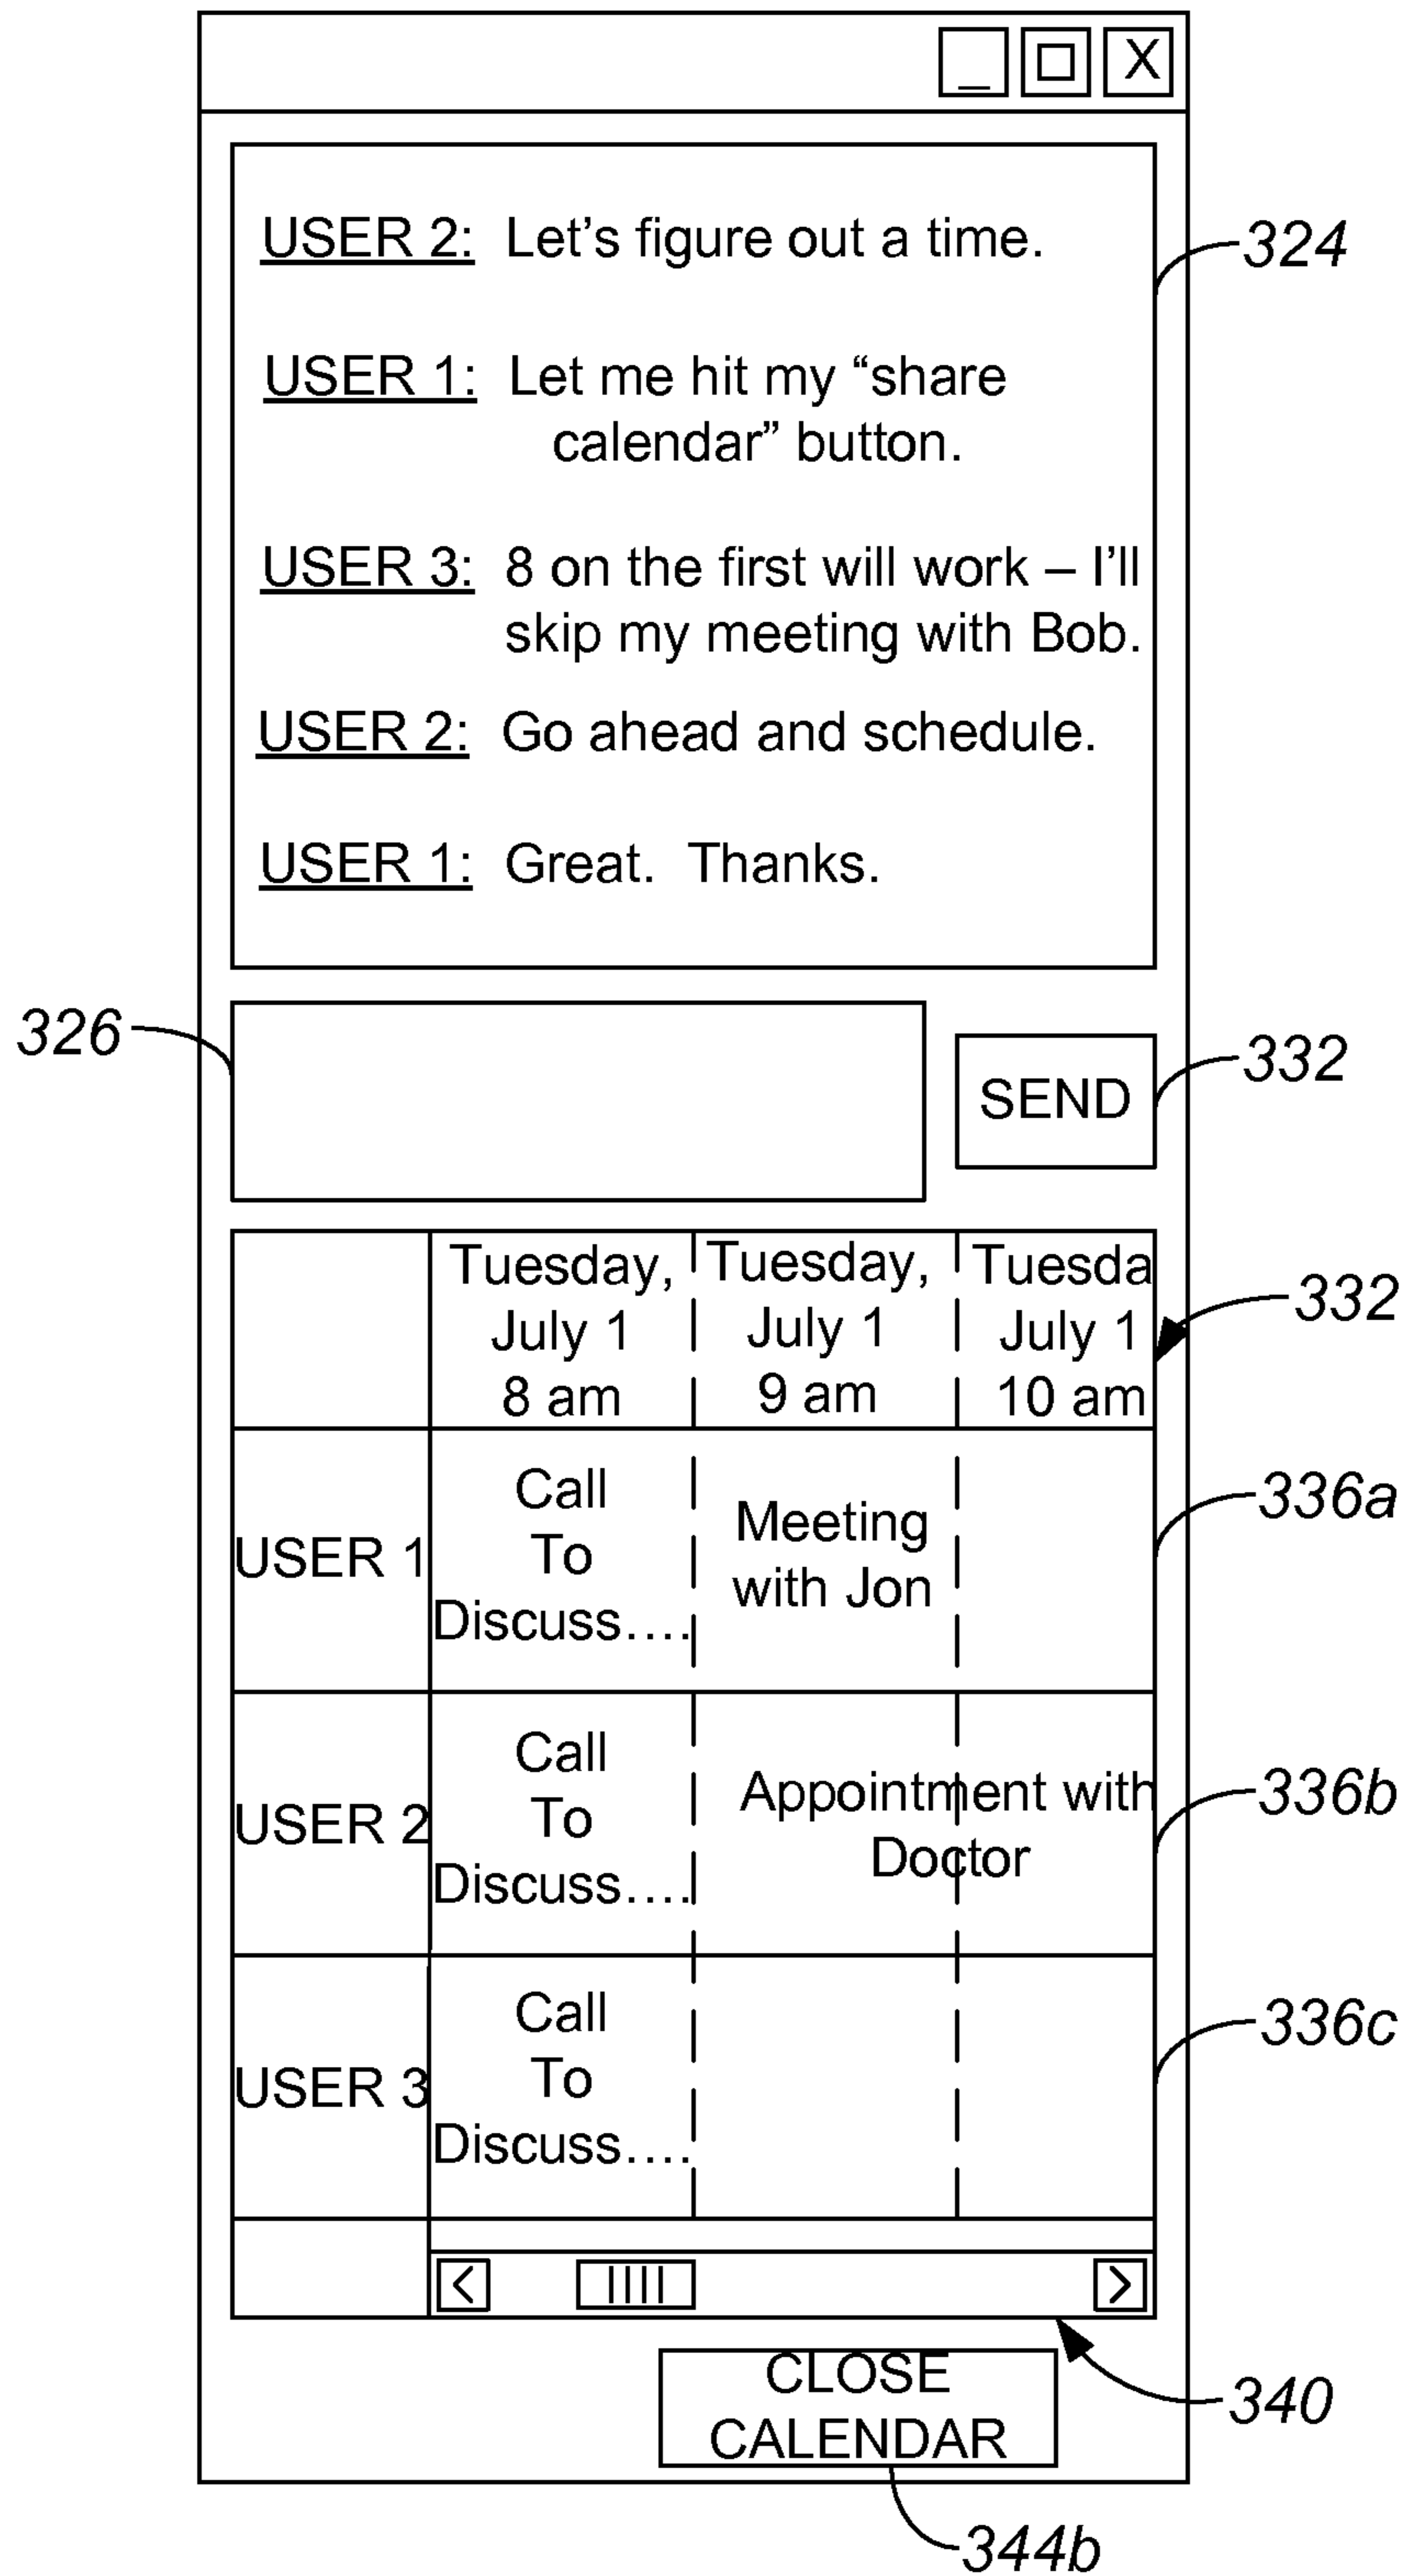 _ X
USER 2: Let’s figure out a time.
324
USER 1: Let me hit my “share
calendar” button.
USER 3: 8 on the first will work – I’ll
skip my meeting with Bob.
USER 2: Go ahead and schedule.
USER 1: Great. Thanks.
326
SEND
332
Tuesday,
July 1
8 am
Tuesday,
July 1
9 am
Tuesda
July 1
10 am
332
USER 1
Call
To
Discuss....
Meeting
with Jon
336a
USER 2
Call
To
Discuss....
Appointment with
Doctor
336b
USER 3
Call
To
Discuss....
336c
< >
CLOSE
CALENDAR
340
344b